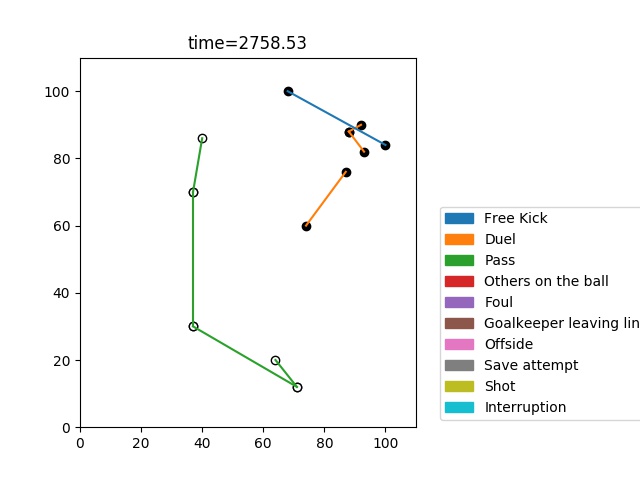 time=2758.53
100
80
60
40
20
0
0 20 40 60 80 100
Free Kick
Duel
Pass
Others on the ball
Foul
Goalkeeper leaving lin
Offside
Save attempt
Shot
Interruption